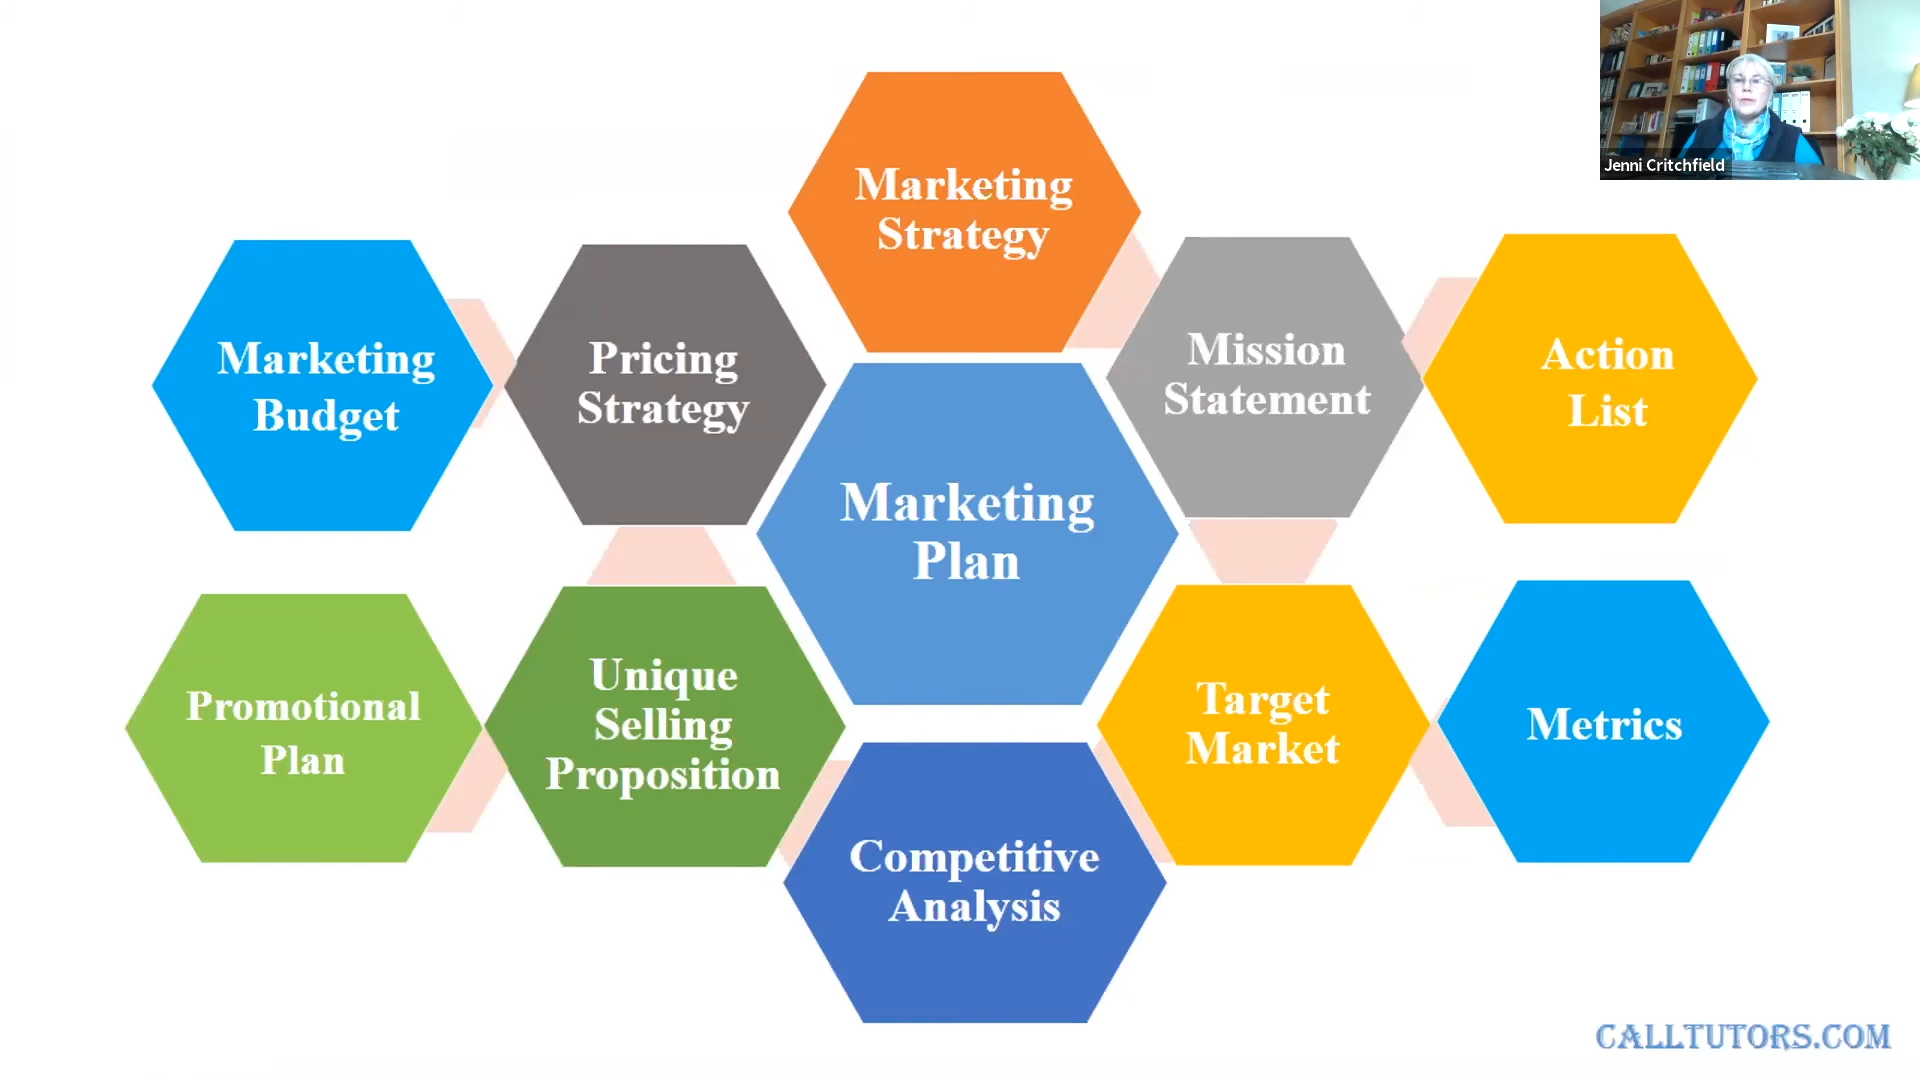 Jenni Critchfield
Marketing
Strategy
Marketing
Budget
Pricing
Strategy
Mission
Statement
Action
List
Marketing
Plan
Promotional
Plan
Unique
Selling
Proposition
Target
Market
Metrics
Competitive
Analysis
CALLTUTORS.COM